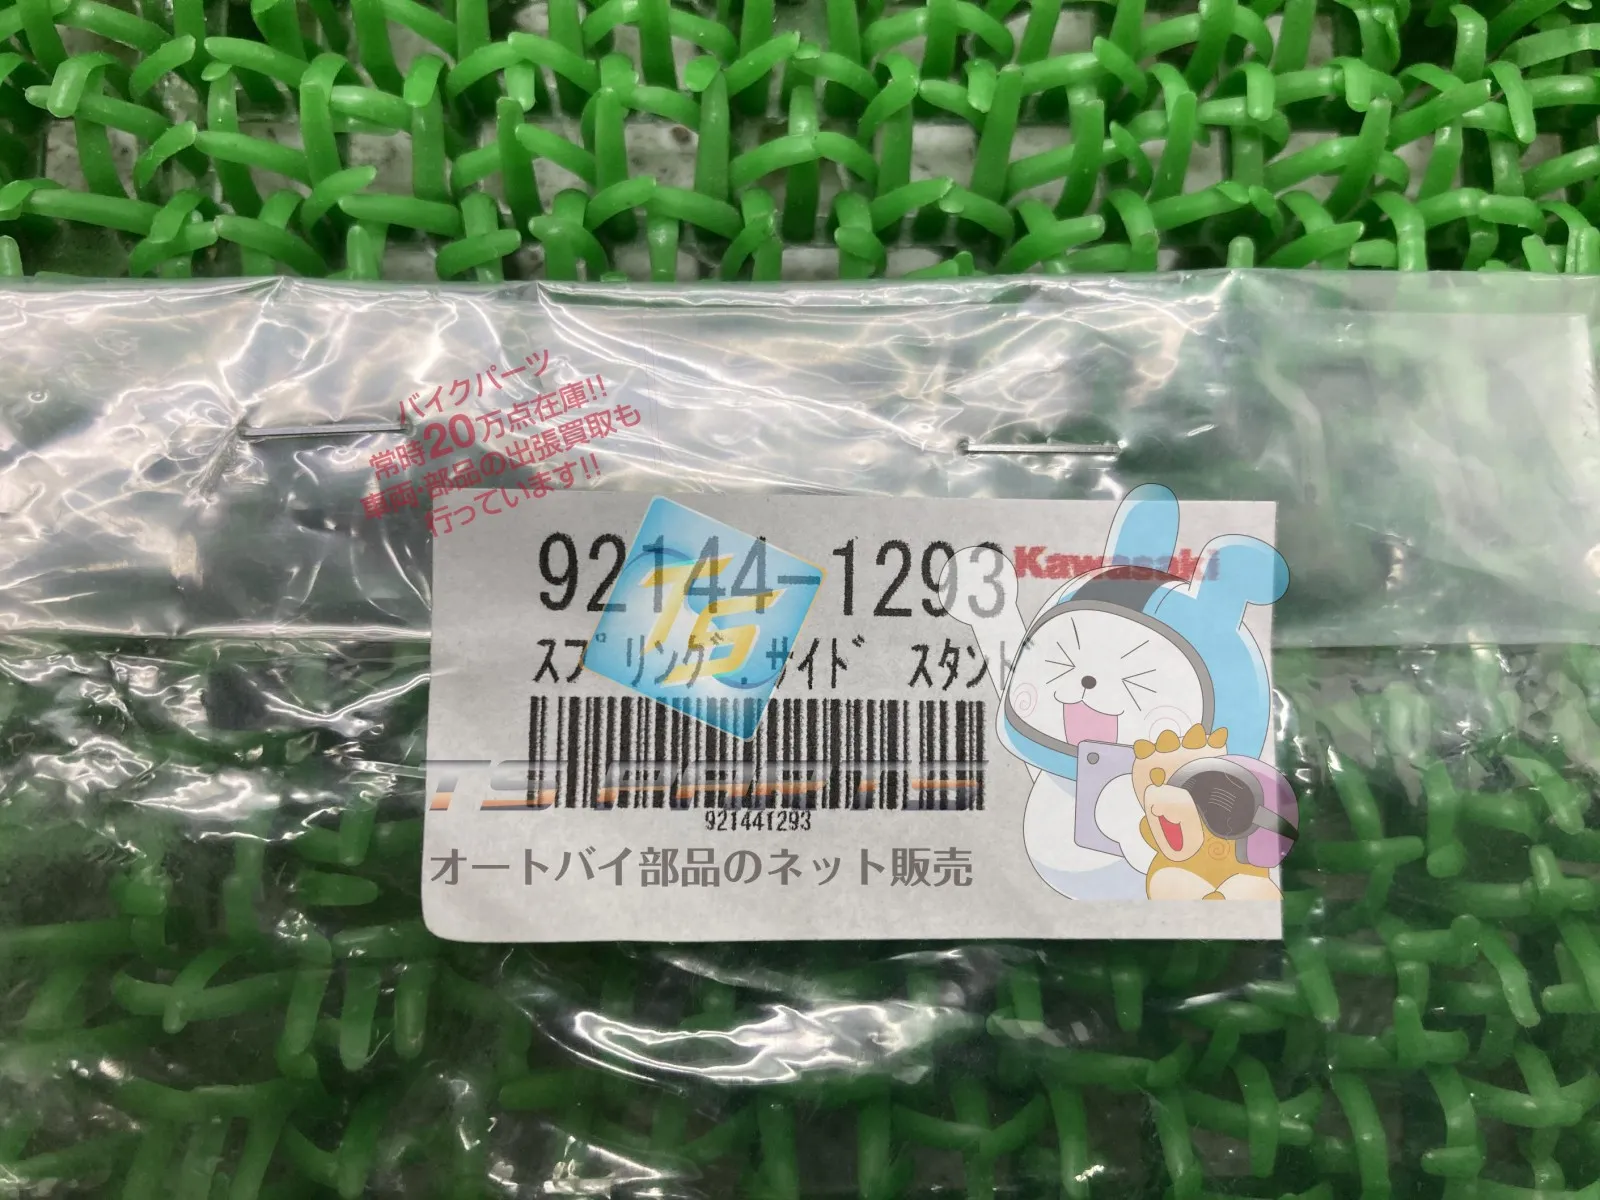 バイクパーツ
常時20万点在庫!!
車両・部品の出張買取も
行っています!!
92144-1293
Kawasaki
TS
スプリング.サイド スタンド
TS PARTS
921441293
オートバイ部品のネット販売